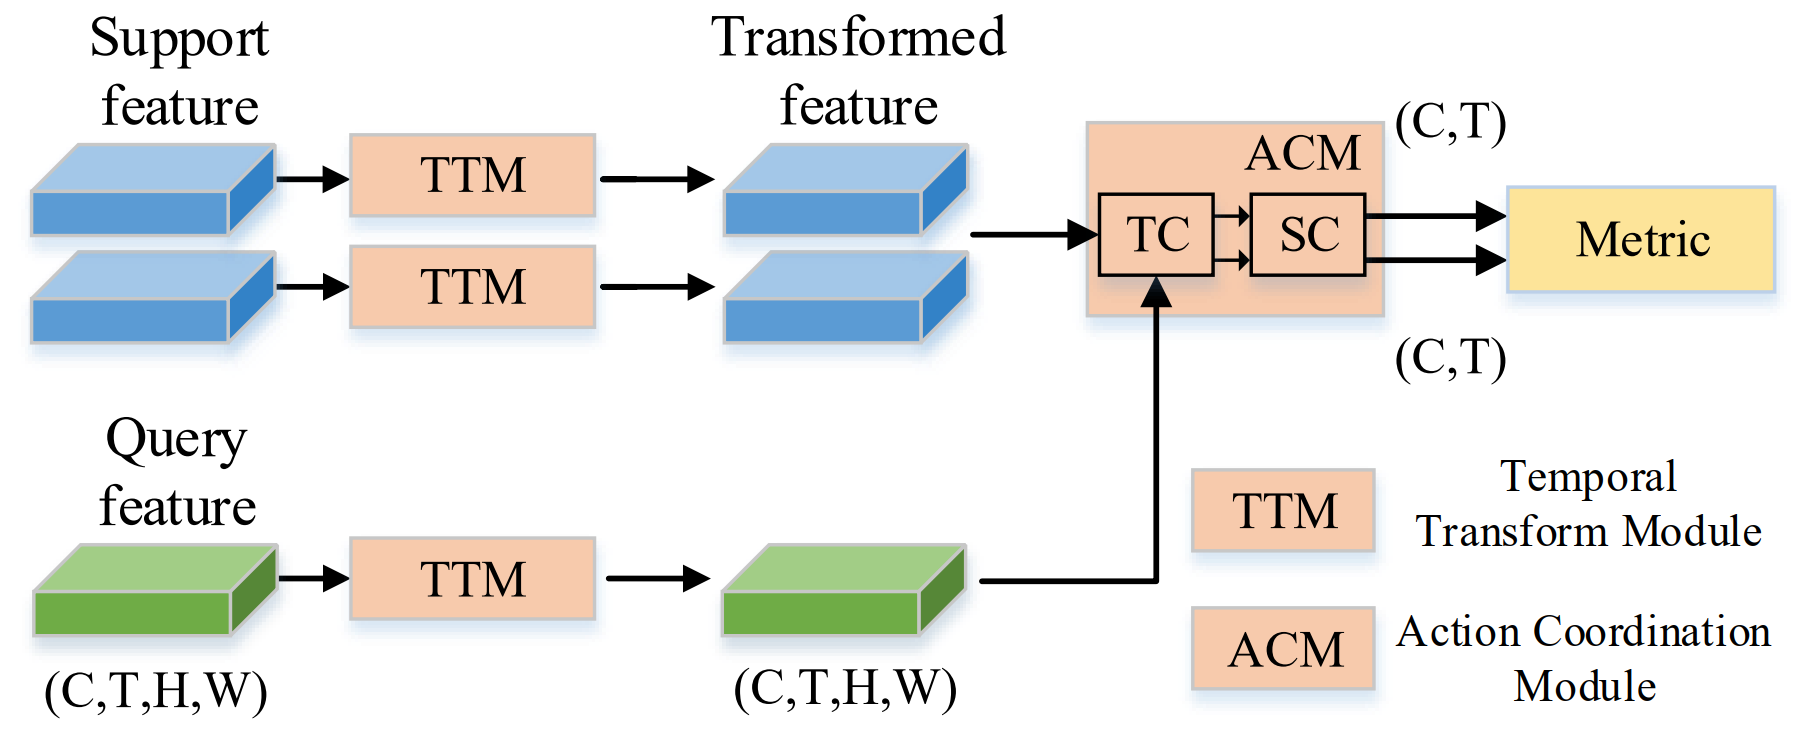 Support
feature
Transformed
feature
TTM
TTM
ACM
TC
SC
(C,T)
(C,T)
Metric
Query
feature
TTM
(C,T,H,W)
(C,T,H,W)
TTM
Temporal
Transform Module
ACM
Action Coordination
Module